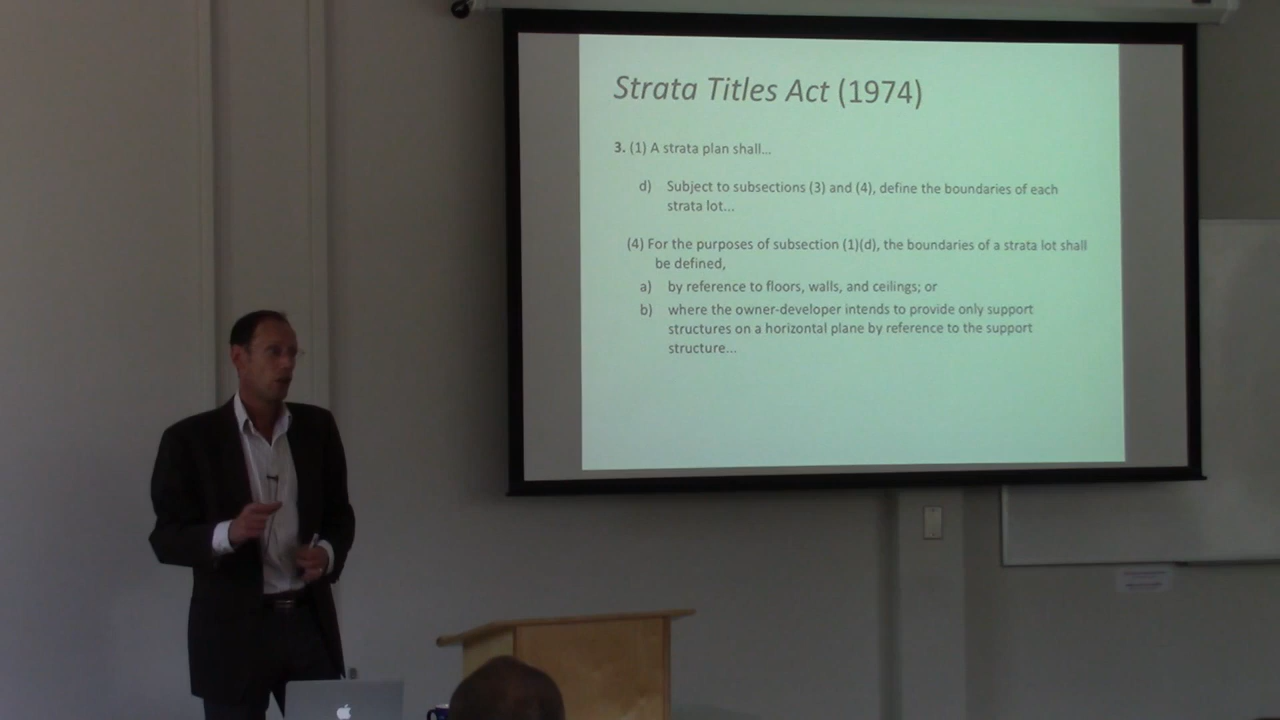 Strata Titles Act (1974)
3. (1) A strata plan shall...
d) Subject to subsections (3) and (4), define the boundaries of each
strata lot...
(4) For the purposes of subsection (1)(d), the boundaries of a strata lot shall
be defined,
a) by reference to floors, walls, and ceilings; or
b) where the owner-developer intends to provide only support
structures on a horizontal plane by reference to the support
structure...